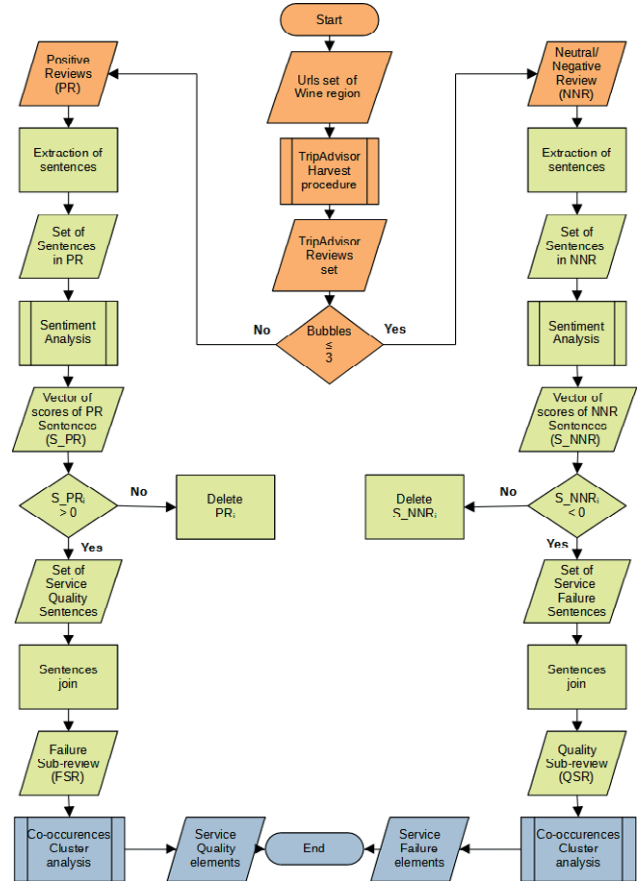 Start
Urls set of
Wine region
TripAdvisor
Harvest
procedure
TripAdvisor
Reviews
set
Bubbles
≤
3
No
Yes
Positive
Reviews
(PR)
Extraction of
sentences
Set of
Sentences
in PR
Sentiment
Analysis
Vector of
scores of PR
Sentences
(S_PR)
S_PRᵢ
> 0
No
Delete
PRᵢ
Yes
Set of
Service
Quality
Sentences
Sentences
join
Failure
Sub-review
(FSR)
Co-occurences
Cluster
analysis
Service
Quality
elements
Neutral/
Negative
Review
(NNR)
Extraction of
sentences
Set of
Sentences
in NNR
Sentiment
Analysis
Vector of
scores of NNR
Sentences
(S_NNR)
S_NNRᵢ
< 0
No
Delete
S_NNRᵢ
Yes
Set of
Service
Failure
Sentences
Sentences
join
Quality
Sub-review
(QSR)
Co-occurences
Cluster
analysis
Service
Failure
elements
End